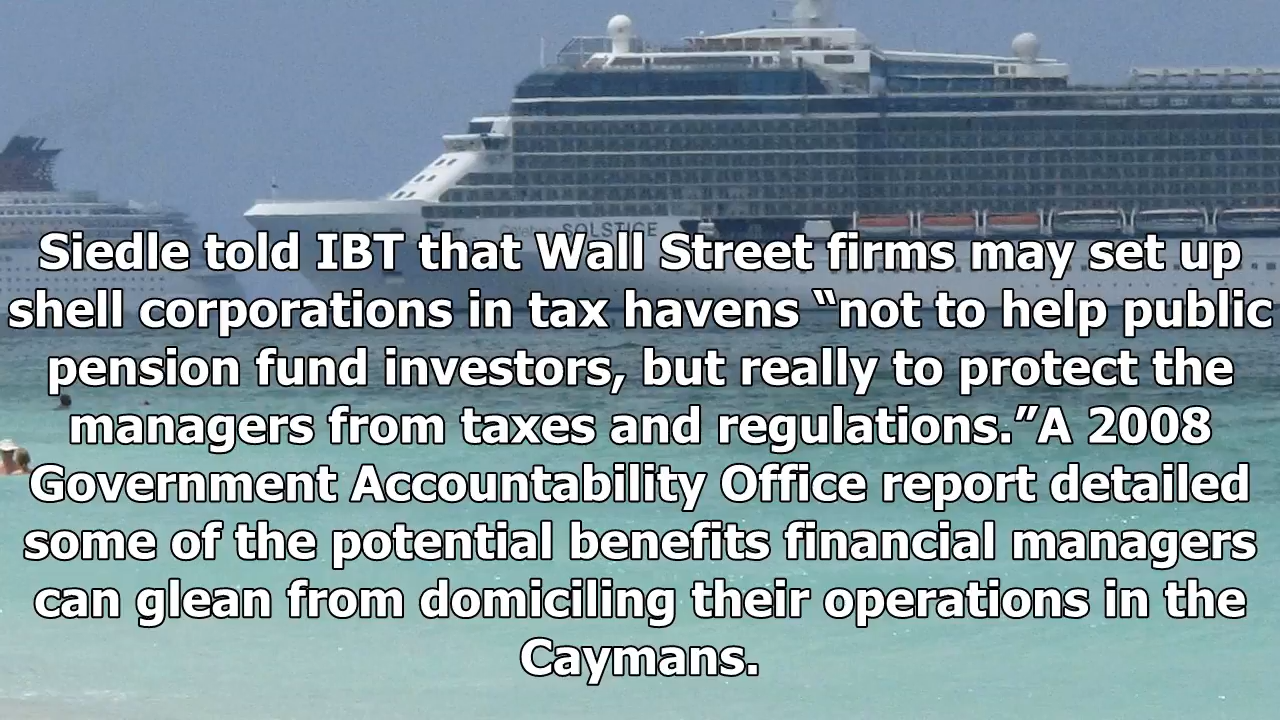 SOLSTICE
Siedle told IBT that Wall Street firms may set up
shell corporations in tax havens “not to help public
pension fund investors, but really to protect the
managers from taxes and regulations.”A 2008
Government Accountability Office report detailed
some of the potential benefits financial managers
can glean from domiciling their operations in the
Caymans.